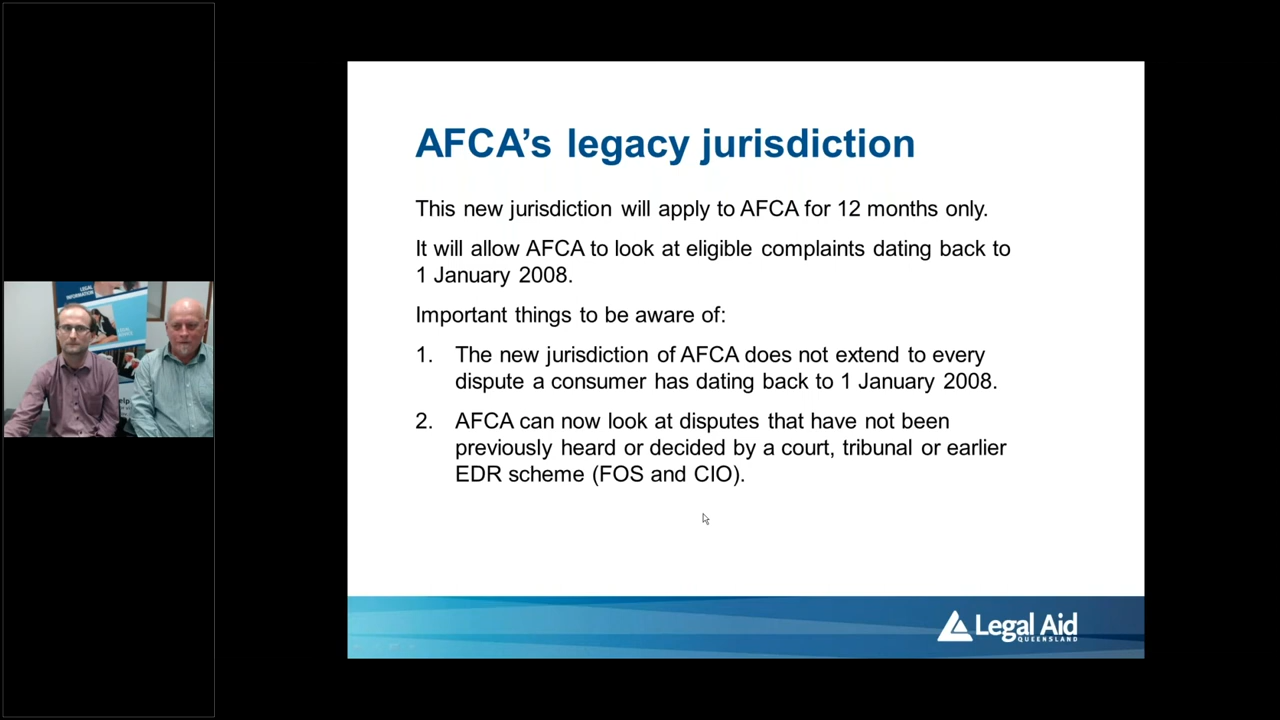 AFCA’s legacy jurisdiction
This new jurisdiction will apply to AFCA for 12 months only.
It will allow AFCA to look at eligible complaints dating back to
1 January 2008.
Important things to be aware of:
1. The new jurisdiction of AFCA does not extend to every
dispute a consumer has dating back to 1 January 2008.
2. AFCA can now look at disputes that have not been
previously heard or decided by a court, tribunal or earlier
EDR scheme (FOS and CIO).
Legal Aid
QUEENSLAND
LEGAL
INFORMATION